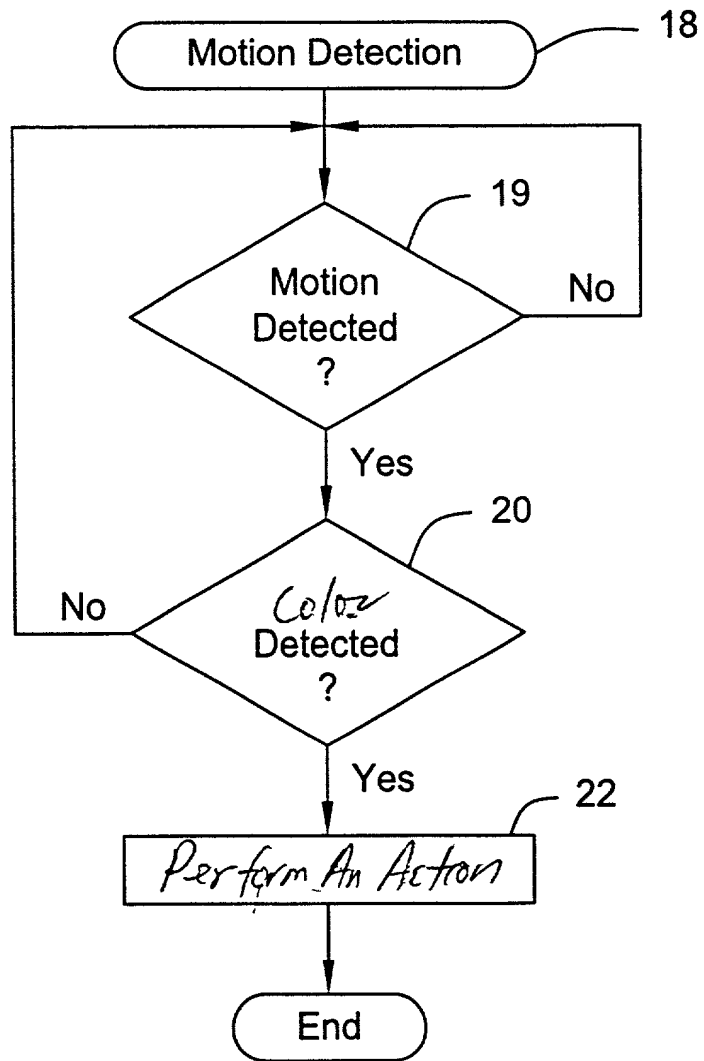 Motion Detection
18
19
Motion
Detected
?
No
Yes
20
Color
Detected
?
No
Yes
22
Perform An Action
End